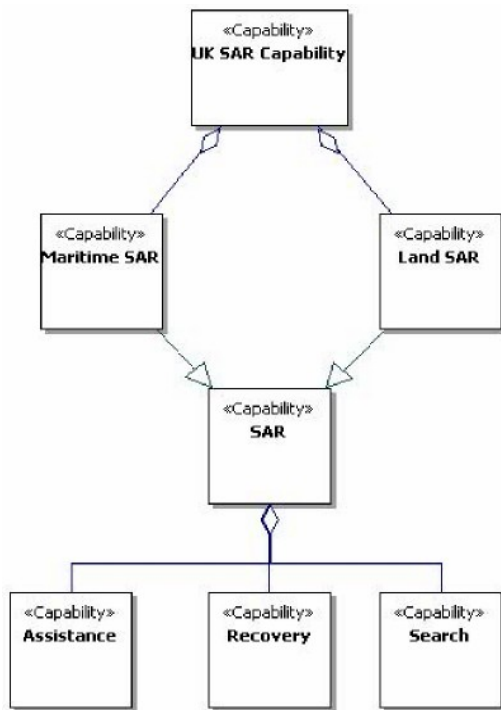 «Capability»
UK SAR Capability
«Capability»
Maritime SAR
«Capability»
Land SAR
«Capability»
SAR
«Capability»
Assistance
«Capability»
Recovery
«Capability»
Search